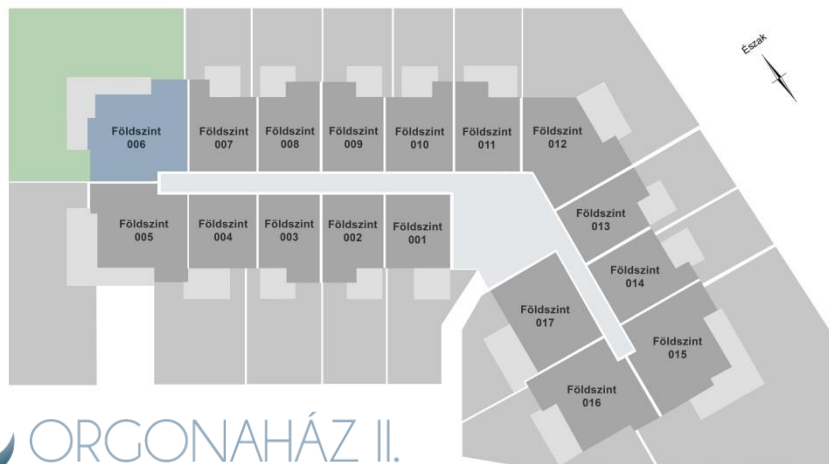 Észak
Földszint
006
Földszint
007
Földszint
008
Földszint
009
Földszint
010
Földszint
011
Földszint
012
Földszint
005
Földszint
004
Földszint
003
Földszint
002
Földszint
001
Földszint
013
Földszint
014
Földszint
017
Földszint
015
Földszint
016
ORGONAHÁZ II.